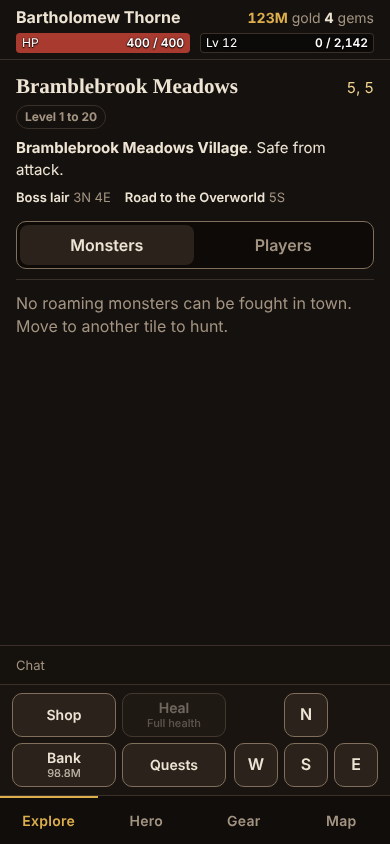 Bartholomew Thorne 123M gold 4 gems
HP 400 / 400 Lv 12 0 / 2,142
Bramblebrook Meadows 5, 5
Level 1 to 20
Bramblebrook Meadows Village. Safe from
attack.
Boss lair 3N 4E Road to the Overworld 5S
Monsters Players
No roaming monsters can be fought in town.
Move to another tile to hunt.
Chat
Shop Heal N
Full health
Bank Quests W S E
98.8M
Explore Hero Gear Map